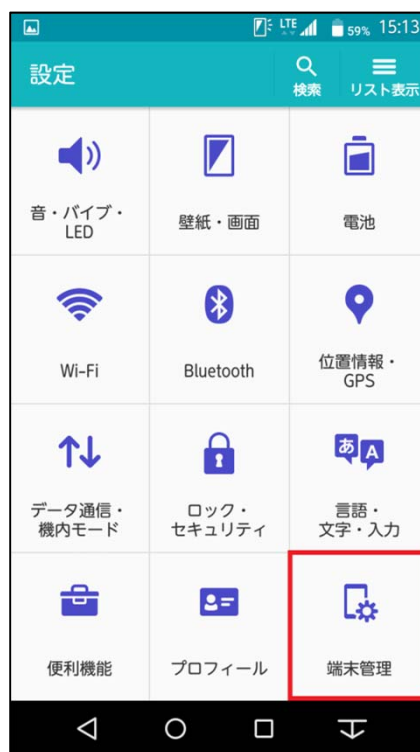 LTE 59% 15:13
設定
検索 リスト表示
音・バイブ・
LED
壁紙・画面
電池
Wi-Fi
Bluetooth
位置情報・
GPS
データ通信・
機内モード
ロック・
セキュリティ
あ A
言語・
文字・入力
便利機能
プロフィール
端末管理